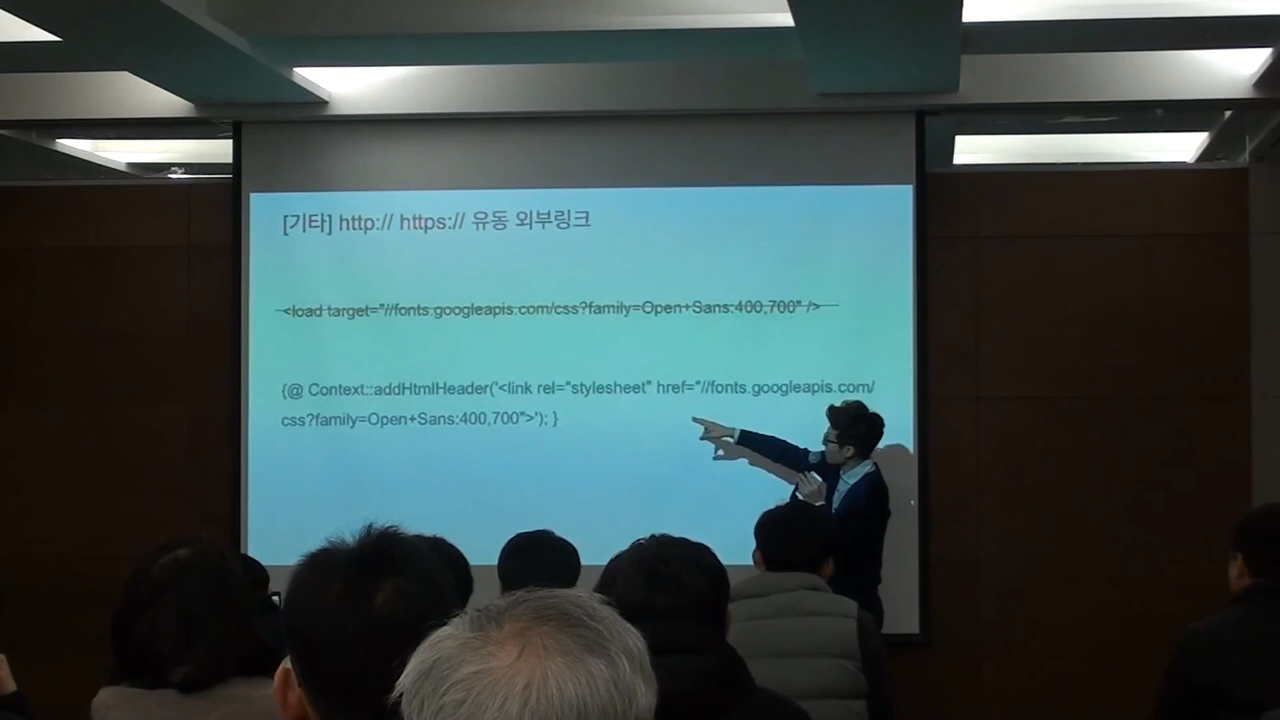 [기타] http:// https:// 유동 외부링크
<load target="//fonts.googleapis.com/css?family=Open+Sans:400,700" />
{@ Context::addHtmlHeader('<link rel="stylesheet" href="//fonts.googleapis.com/
css?family=Open+Sans:400,700">'); }